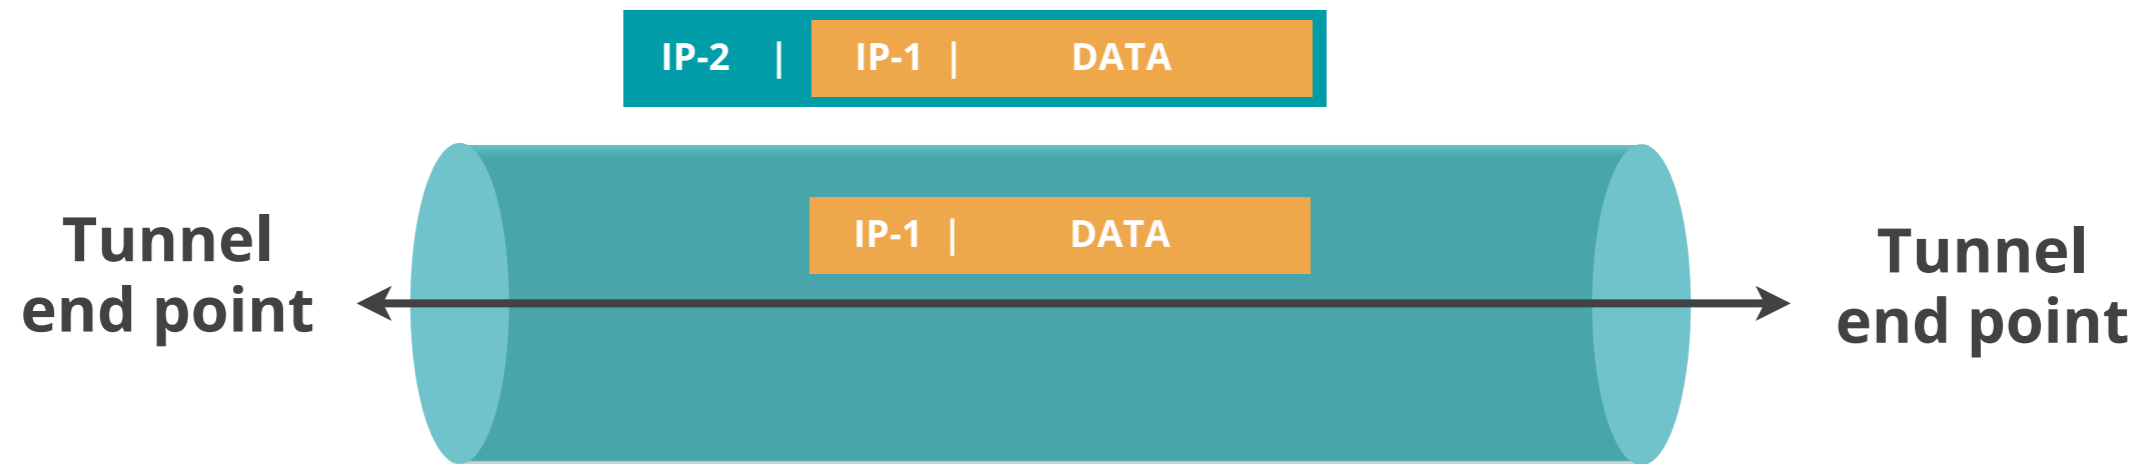 IP-2 | IP-1 | DATA
IP-1 | DATA
Tunnel
end point
Tunnel
end point